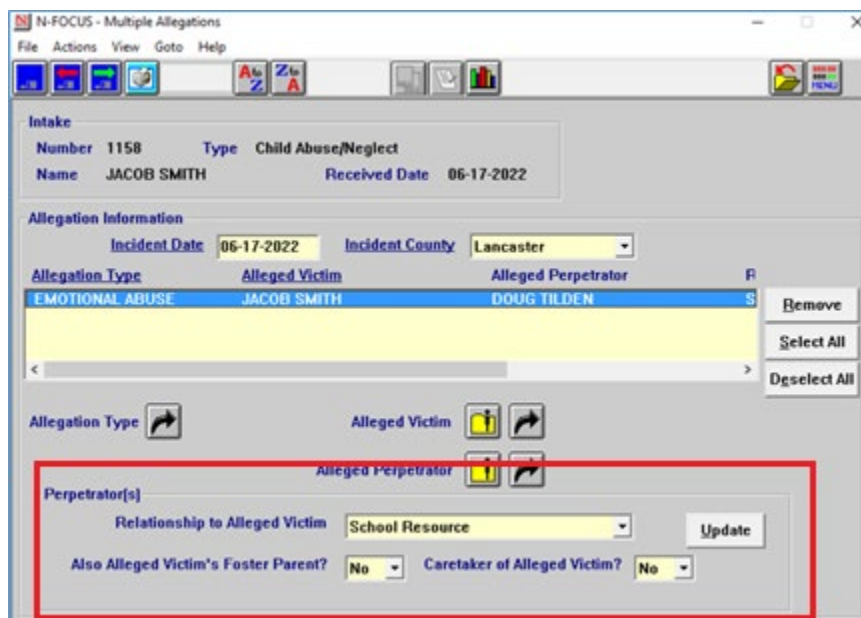 N-FOCUS - Multiple Allegations
File Actions View Goto Help
A to Z Z to A MENU
Intake
Number 1158 Type Child Abuse/Neglect
Name JACOB SMITH Received Date 06-17-2022
Allegation Information
Incident Date 06-17-2022 Incident County Lancaster
Allegation Type Alleged Victim Alleged Perpetrator R
EMOTIONAL ABUSE JACOB SMITH DOUG TILDEN S
Remove
Select All
Deselect All
Allegation Type Alleged Victim
Alleged Perpetrator
Perpetrator[s]
Relationship to Alleged Victim School Resource Update
Also Alleged Victim's Foster Parent? No Caretaker of Alleged Victim? No